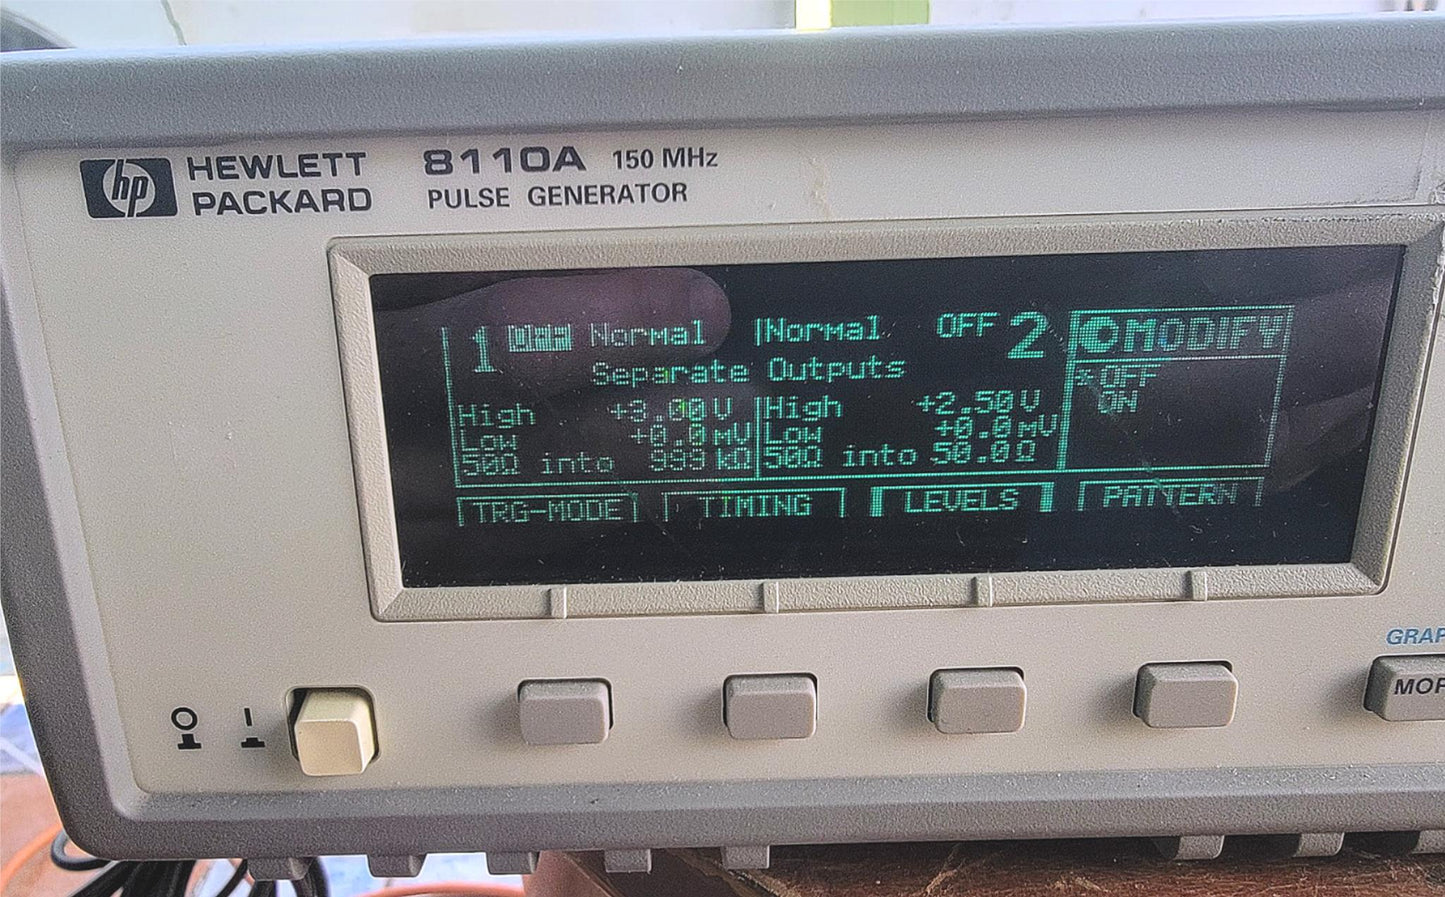 hp HEWLETT PACKARD
8110A 150 MHz
PULSE GENERATOR
1 OFF Normal |Normal OFF 2
Separate Outputs
High +3.00 V High +2.50 V
Low +0.0 mV Low +0.0 mV
50Ω into 999 kΩ 50Ω into 50.0 Ω
MODIFY
OFF
ON
TRG-MODE TIMING LEVELS PATTERN
GRAP
MOR